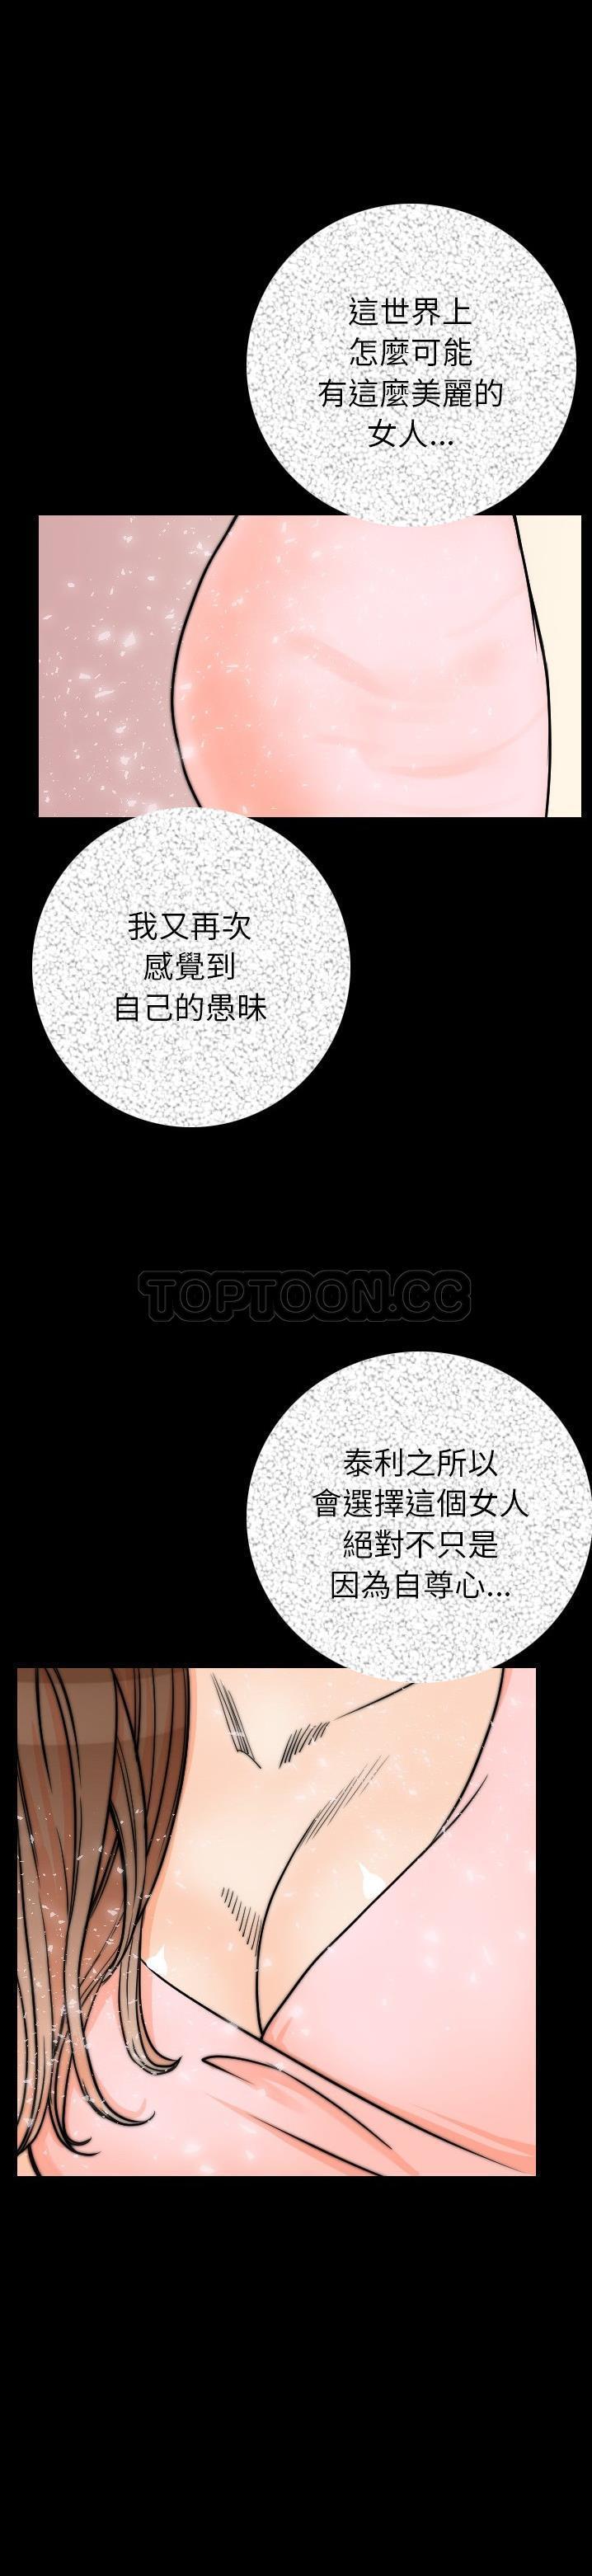 這世界上
怎麼可能
有這麼美麗的
女人...
我又再次
感覺到
自己的愚昧
TOPTOON.CC
泰利之所以
會選擇這個女人
絕對不只是
因為自尊心...